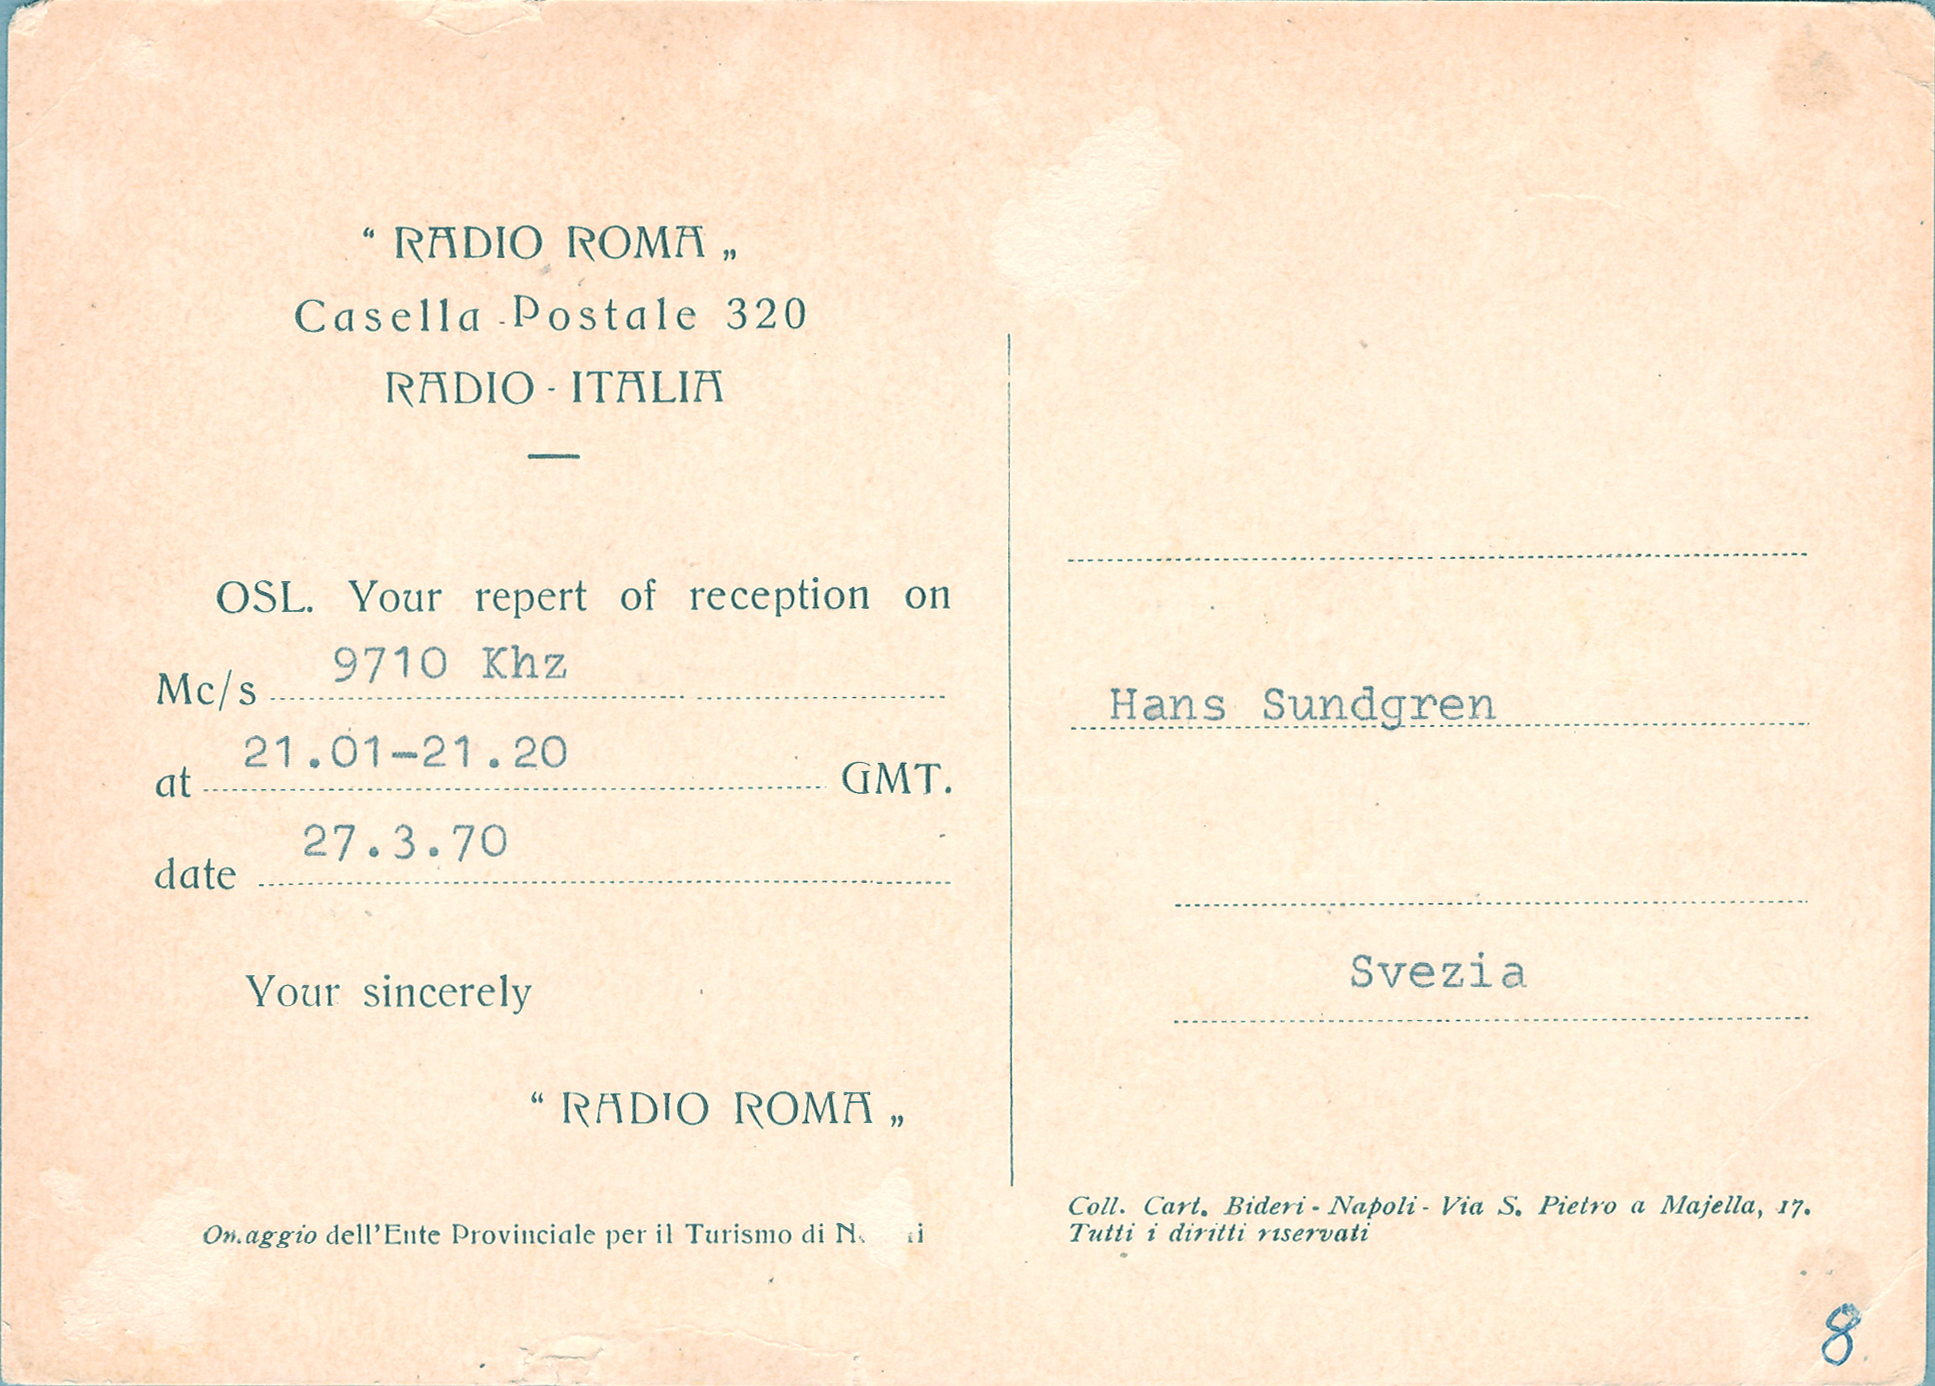 “ RADIO ROMA „
Casella Postale 320
RADIO - ITALIA
OSL. Your repert of reception on
Mc/s 9710 Khz
at 21.01-21.20 GMT.
date 27.3.70
Your sincerely
“ RADIO ROMA „
Omaggio dell'Ente Provinciale per il Turismo di
Hans Sundgren
Svezia
Coll. Cart. Bideri - Napoli - Via S. Pietro a Majella, 17.
Tutti i diritti riservati
8